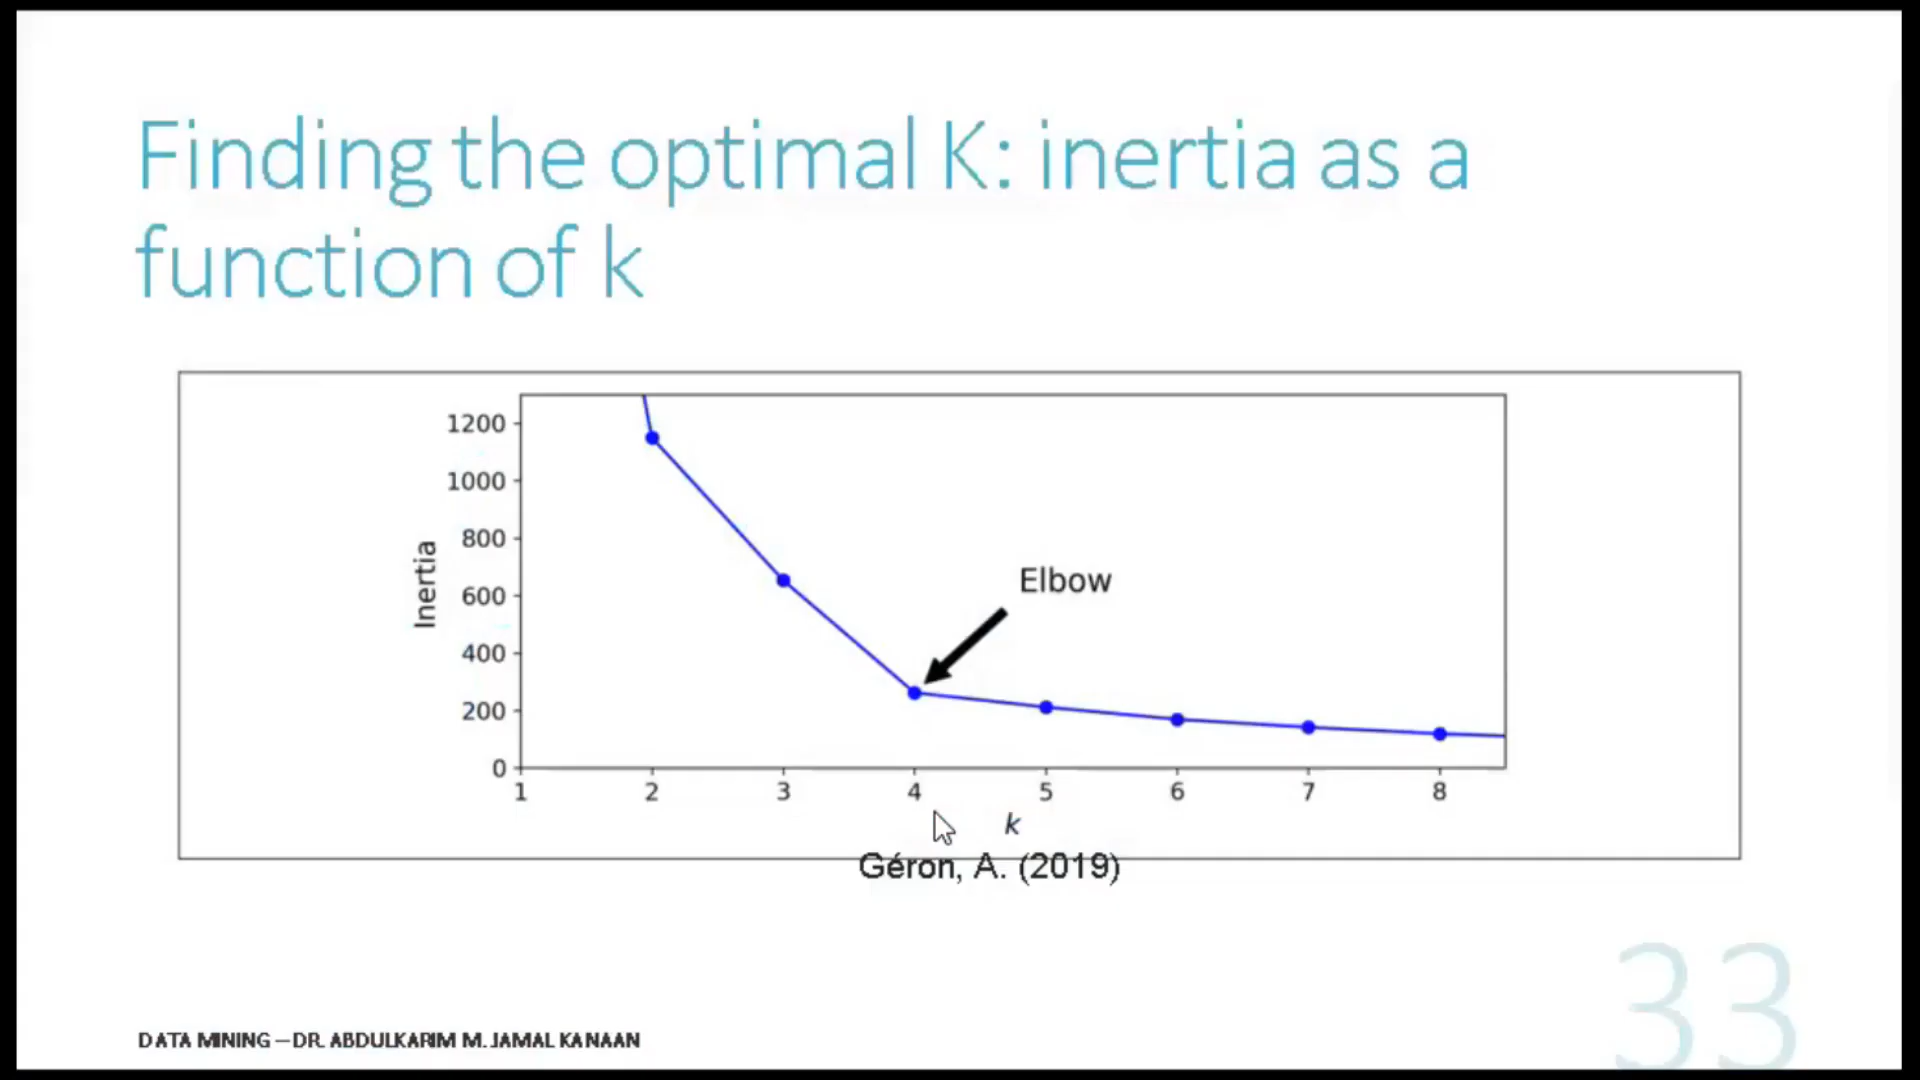 Finding the optimal K: inertia as a
function of k
1200
1000
800
600
400
200
0
Inertia
Elbow
1 2 3 4 5 6 7 8
k
Géron, A. (2019)
DATA MINING – DR. ABDULKARIM M. JAMAL KANAAN
33